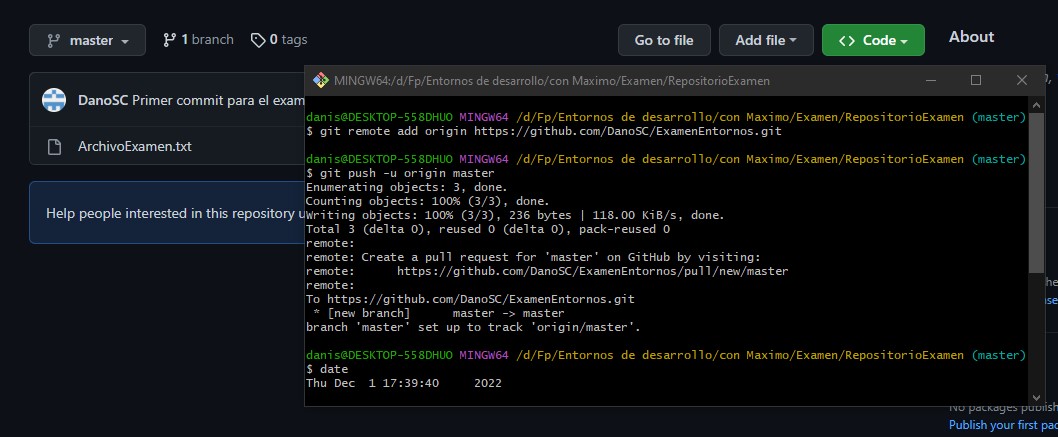 master
1 branch
0 tags
Go to file
Add file
<> Code
About
DanoSC Primer commit para el exam
ArchivoExamen.txt
Help people interested in this repository u
MINGW64:/d/Fp/Entornos de desarrollo/con Maximo/Examen/RepositorioExamen
danis@DESKTOP-558DHUO MINGW64 /d/Fp/Entornos de desarrollo/con Maximo/Examen/RepositorioExamen (master)
$ git remote add origin https://github.com/DanoSC/ExamenEntornos.git
danis@DESKTOP-558DHUO MINGW64 /d/Fp/Entornos de desarrollo/con Maximo/Examen/RepositorioExamen (master)
$ git push -u origin master
Enumerating objects: 3, done.
Counting objects: 100% (3/3), done.
Writing objects: 100% (3/3), 236 bytes | 118.00 KiB/s, done.
Total 3 (delta 0), reused 0 (delta 0), pack-reused 0
remote:
remote: Create a pull request for 'master' on GitHub by visiting:
remote:      https://github.com/DanoSC/ExamenEntornos/pull/new/master
remote:
To https://github.com/DanoSC/ExamenEntornos.git
 * [new branch]      master -> master
branch 'master' set up to track 'origin/master'.
danis@DESKTOP-558DHUO MINGW64 /d/Fp/Entornos de desarrollo/con Maximo/Examen/RepositorioExamen (master)
$ date
Thu Dec  1 17:39:40     2022
No packages publish
Publish your first pac